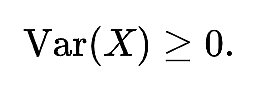 Var(X) ≥ 0.